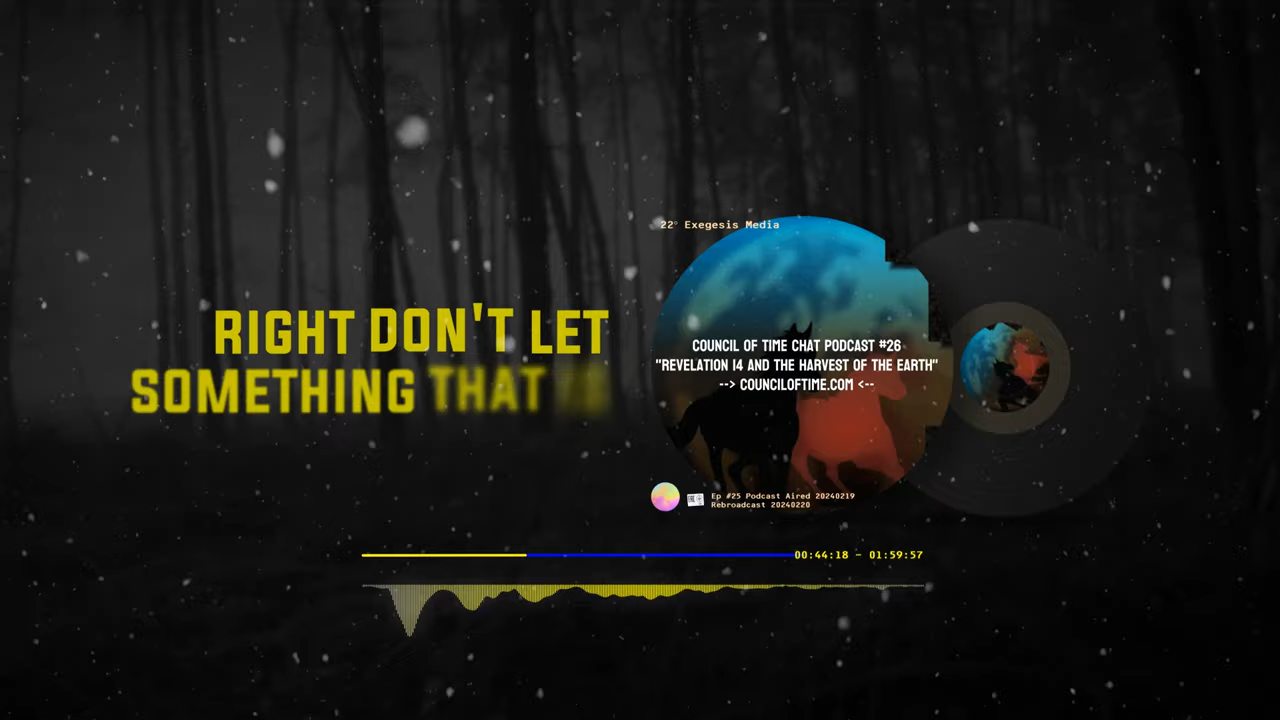 RIGHT DON'T LET
SOMETHING THAT
22° Exegesis Media
COUNCIL OF TIME CHAT PODCAST #26
"REVELATION 14 AND THE HARVEST OF THE EARTH"
--> COUNCILOFTIME.COM <--
Ep #25 Podcast Aired 20240219
Rebroadcast 20240220
00:44:18 - 01:59:57